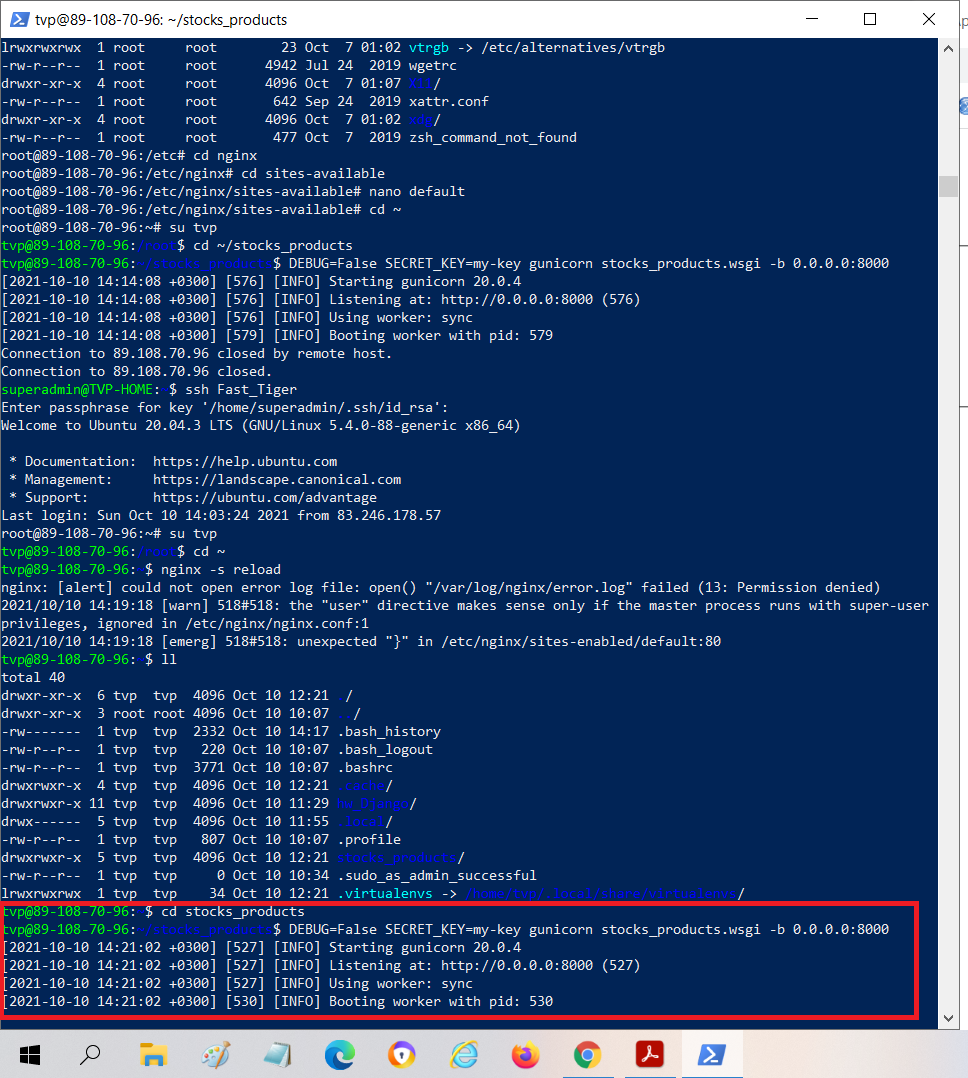 tvp@89-108-70-96: ~/stocks_products
lrwxrwxrwx 1 root root 23 Oct 7 01:02 vtrgb -> /etc/alternatives/vtrgb
-rw-r--r-- 1 root root 4942 Jul 24 2019 wgetrc
drwxr-xr-x 4 root root 4096 Oct 7 01:07 X11/
-rw-r--r-- 1 root root 642 Sep 24 2019 xattr.conf
drwxr-xr-x 4 root root 4096 Oct 7 01:02 xdg/
-rw-r--r-- 1 root root 477 Oct 7 2019 zsh_command_not_found
root@89-108-70-96:/etc# cd nginx
root@89-108-70-96:/etc/nginx# cd sites-available
root@89-108-70-96:/etc/nginx/sites-available# nano default
root@89-108-70-96:/etc/nginx/sites-available# cd ~
root@89-108-70-96:~# su tvp
tvp@89-108-70-96:/root$ cd ~/stocks_products
tvp@89-108-70-96:~/stocks_products$ DEBUG=False SECRET_KEY=my-key gunicorn stocks_products.wsgi -b 0.0.0.0:8000
[2021-10-10 14:14:08 +0300] [576] [INFO] Starting gunicorn 20.0.4
[2021-10-10 14:14:08 +0300] [576] [INFO] Listening at: http://0.0.0.0:8000 (576)
[2021-10-10 14:14:08 +0300] [576] [INFO] Using worker: sync
[2021-10-10 14:14:08 +0300] [579] [INFO] Booting worker with pid: 579
Connection to 89.108.70.96 closed by remote host.
Connection to 89.108.70.96 closed.
superadmin@TVP-HOME:~$ ssh Fast_Tiger
Enter passphrase for key '/home/superadmin/.ssh/id_rsa':
Welcome to Ubuntu 20.04.3 LTS (GNU/Linux 5.4.0-88-generic x86_64)
* Documentation: https://help.ubuntu.com
* Management: https://landscape.canonical.com
* Support: https://ubuntu.com/advantage
Last login: Sun Oct 10 14:03:24 2021 from 83.246.178.57
root@89-108-70-96:~# su tvp
tvp@89-108-70-96:/root$ cd ~
tvp@89-108-70-96:~$ nginx -s reload
nginx: [alert] could not open error log file: open() "/var/log/nginx/error.log" failed (13: Permission denied)
2021/10/10 14:19:18 [warn] 518#518: the "user" directive makes sense only if the master process runs with super-user
privileges, ignored in /etc/nginx/nginx.conf:1
2021/10/10 14:19:18 [emerg] 518#518: unexpected "}" in /etc/nginx/sites-enabled/default:80
tvp@89-108-70-96:~$ ll
total 40
drwxr-xr-x 6 tvp tvp 4096 Oct 10 12:21 ./
drwxr-xr-x 3 root root 4096 Oct 10 10:07 ../
-rw------- 1 tvp tvp 2332 Oct 10 14:17 .bash_history
-rw-r--r-- 1 tvp tvp 220 Oct 10 10:07 .bash_logout
-rw-r--r-- 1 tvp tvp 3771 Oct 10 10:07 .bashrc
drwxrwxr-x 4 tvp tvp 4096 Oct 10 12:21 .cache/
drwxrwxr-x 11 tvp tvp 4096 Oct 10 11:29 hw_Django/
drwx------ 5 tvp tvp 4096 Oct 10 11:55 .local/
-rw-r--r-- 1 tvp tvp 807 Oct 10 10:07 .profile
drwxrwxr-x 5 tvp tvp 4096 Oct 10 12:21 stocks_products/
-rw-r--r-- 1 tvp tvp 0 Oct 10 10:34 .sudo_as_admin_successful
lrwxrwxrwx 1 tvp tvp 34 Oct 10 12:21 .virtualenvs -> /home/tvp/.local/share/virtualenvs/
tvp@89-108-70-96:~$ cd stocks_products
tvp@89-108-70-96:~/stocks_products$ DEBUG=False SECRET_KEY=my-key gunicorn stocks_products.wsgi -b 0.0.0.0:8000
[2021-10-10 14:21:02 +0300] [527] [INFO] Starting gunicorn 20.0.4
[2021-10-10 14:21:02 +0300] [527] [INFO] Listening at: http://0.0.0.0:8000 (527)
[2021-10-10 14:21:02 +0300] [527] [INFO] Using worker: sync
[2021-10-10 14:21:02 +0300] [530] [INFO] Booting worker with pid: 530